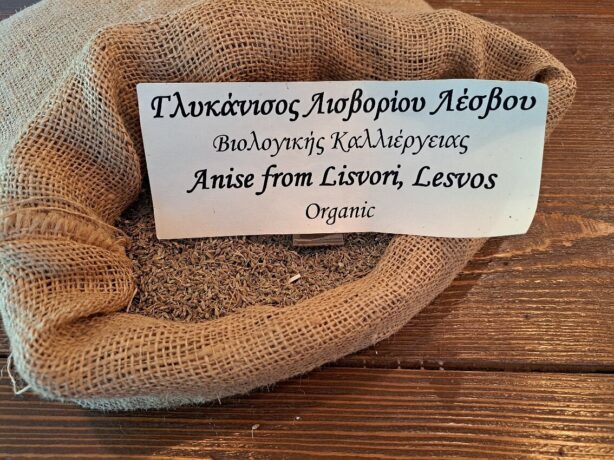 Γλυκάνισος Λισβορίου Λέσβου
Βιολογικής Καλλιέργειας
Anise from Lisvori, Lesvos
Organic